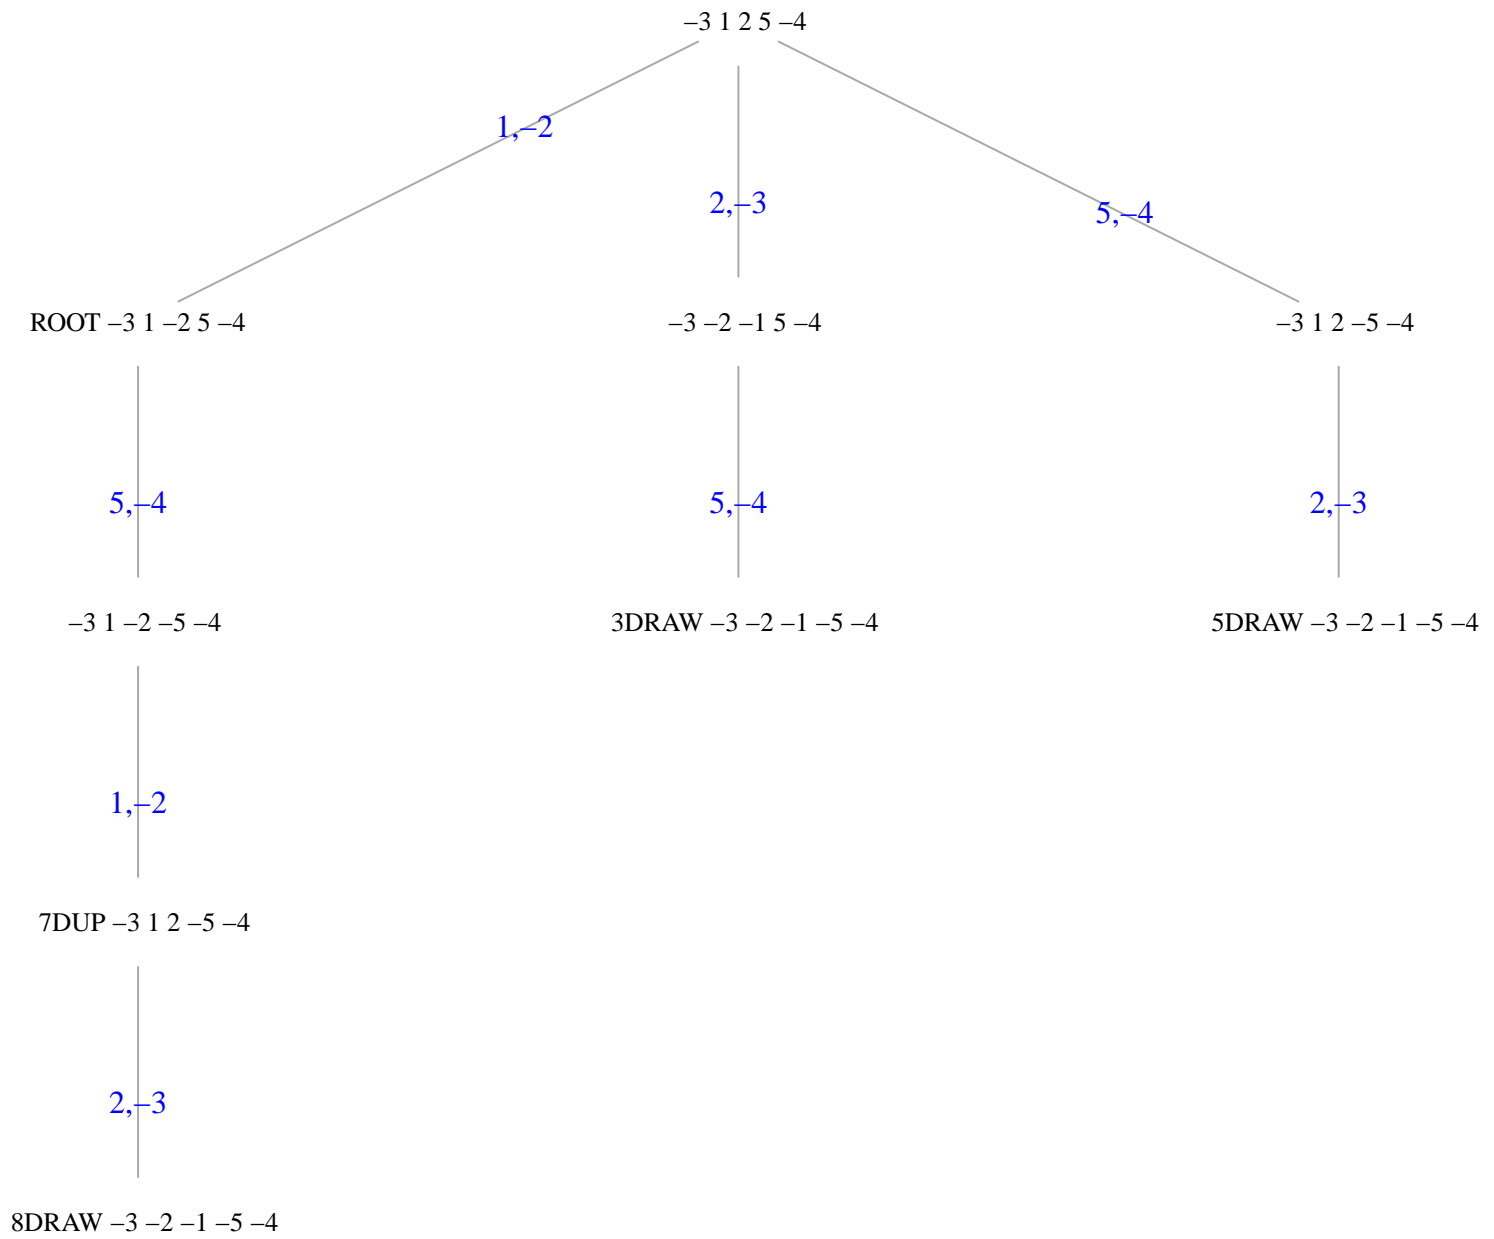 –3 1 2 5 –4
1,–2
2,–3
5,–4
ROOT –3 1 –2 5 –4
–3 –2 –1 5 –4
–3 1 2 –5 –4
5,–4
5,–4
2,–3
–3 1 –2 –5 –4
3DRAW –3 –2 –1 –5 –4
5DRAW –3 –2 –1 –5 –4
1,–2
7DUP –3 1 2 –5 –4
2,–3
8DRAW –3 –2 –1 –5 –4